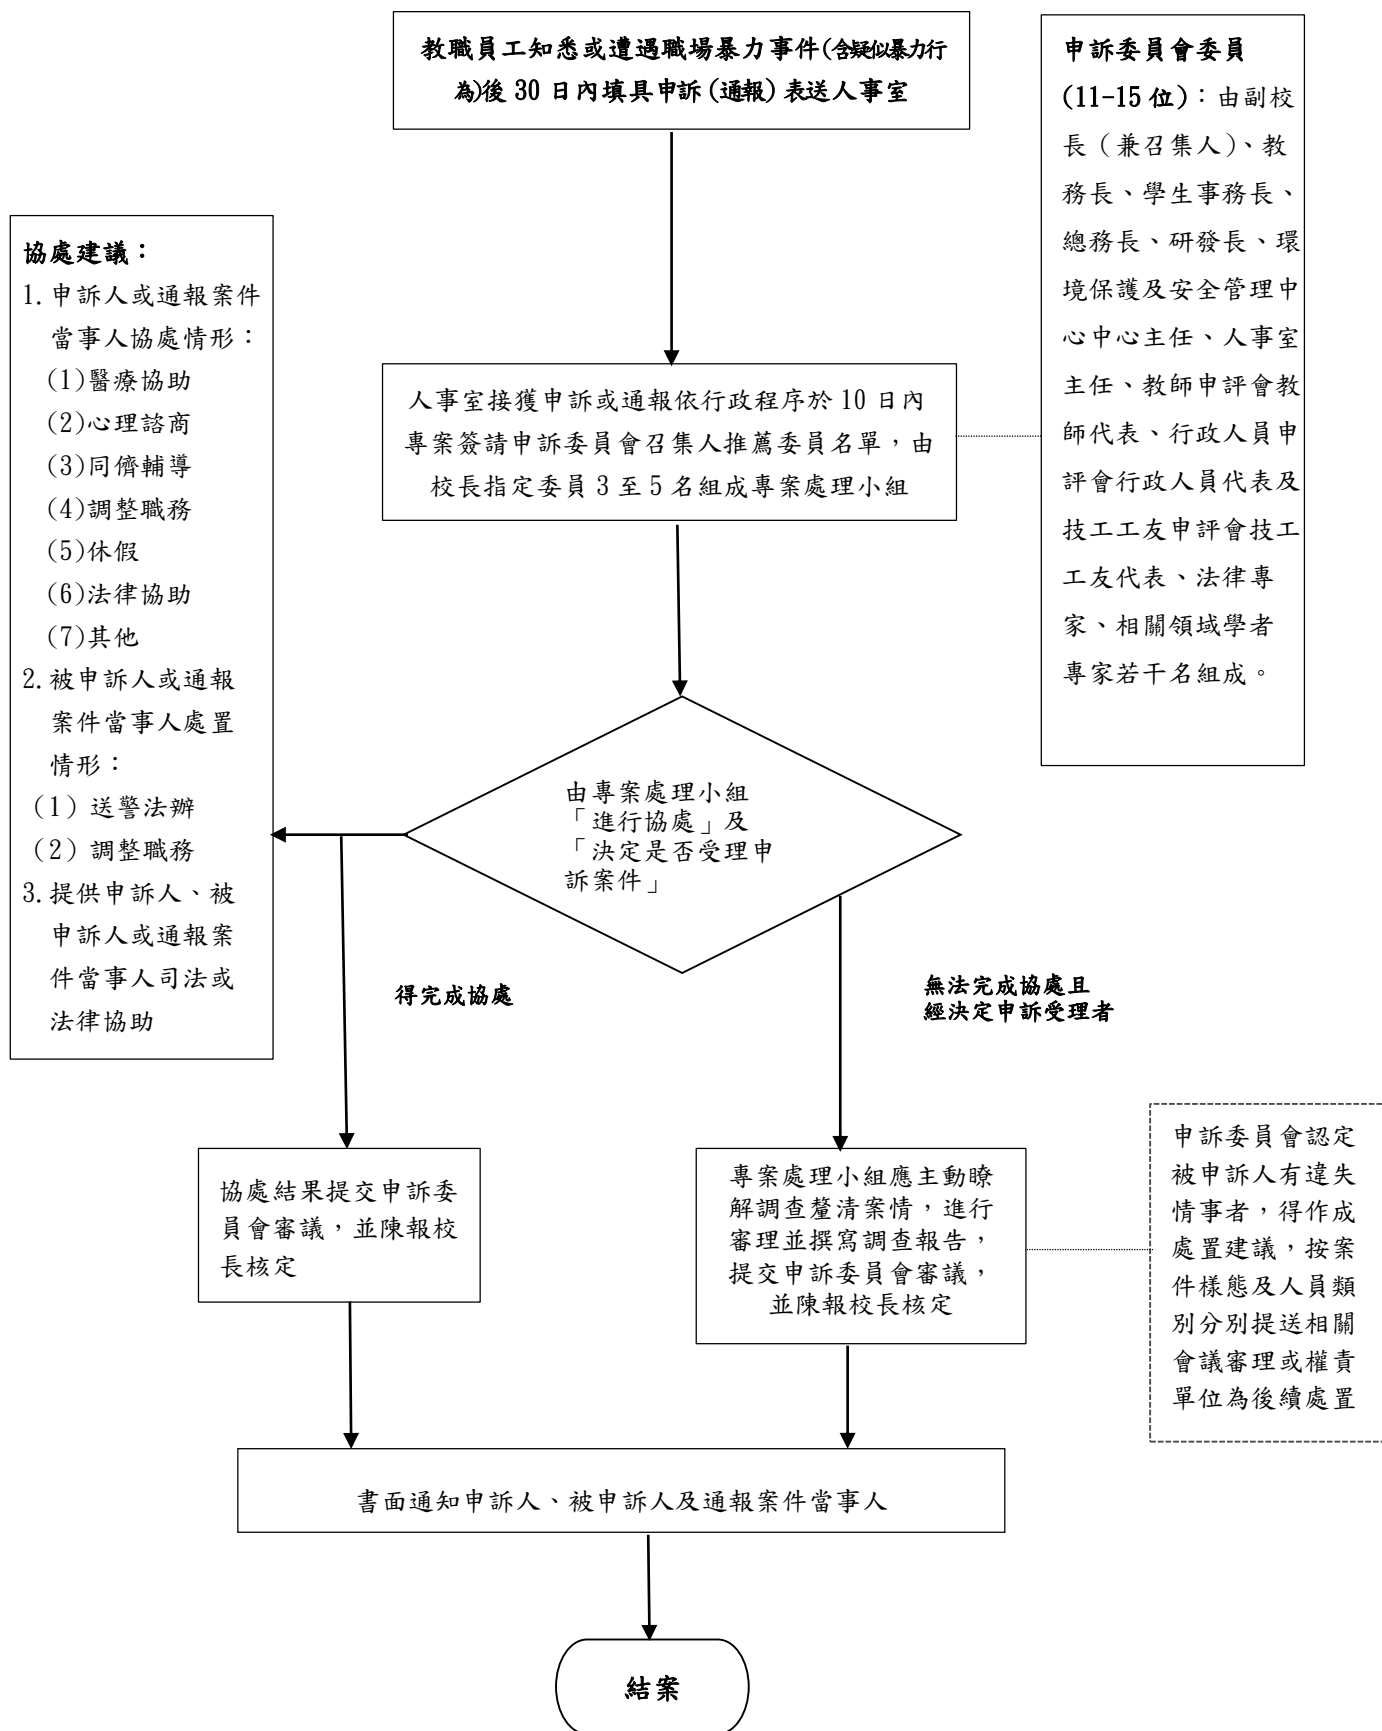 教職員工知悉或遭遇職場暴力事件(含疑似暴力行
為)後 30 日內填具申訴(通報)表送人事室
申訴委員會委員
(11-15 位)：由副校
長（兼召集人）、教
務長、學生事務長、
總務長、研發長、環
境保護及安全管理中
心中心主任、人事室
主任、教師申評會教
師代表、行政人員申
評會行政人員代表及
技工工友申評會技工
工友代表、法律專
家、相關領域學者
專家若干名組成。
協處建議：
1.申訴人或通報案件
當事人協處情形：
(1)醫療協助
(2)心理諮商
(3)同儕輔導
(4)調整職務
(5)休假
(6)法律協助
(7)其他
2.被申訴人或通報
案件當事人處置
情形：
（1）送警法辦
（2）調整職務
3.提供申訴人、被
申訴人或通報案
件當事人司法或
法律協助
人事室接獲申訴或通報依行政程序於 10 日內
專案簽請申訴委員會召集人推薦委員名單，由
校長指定委員 3 至 5 名組成專案處理小組
由專案處理小組
「進行協處」及
「決定是否受理申
訴案件」
得完成協處
無法完成協處且
經決定申訴受理者
協處結果提交申訴委
員會審議，並陳報校
長核定
專案處理小組應主動瞭
解調查釐清案情，進行
審理並撰寫調查報告，
提交申訴委員會審議，
並陳報校長核定
申訴委員會認定
被申訴人有違失
情事者，得作成
處置建議，按案
件樣態及人員類
別分別提送相關
會議審理或權責
單位為後續處置
書面通知申訴人、被申訴人及通報案件當事人
結案